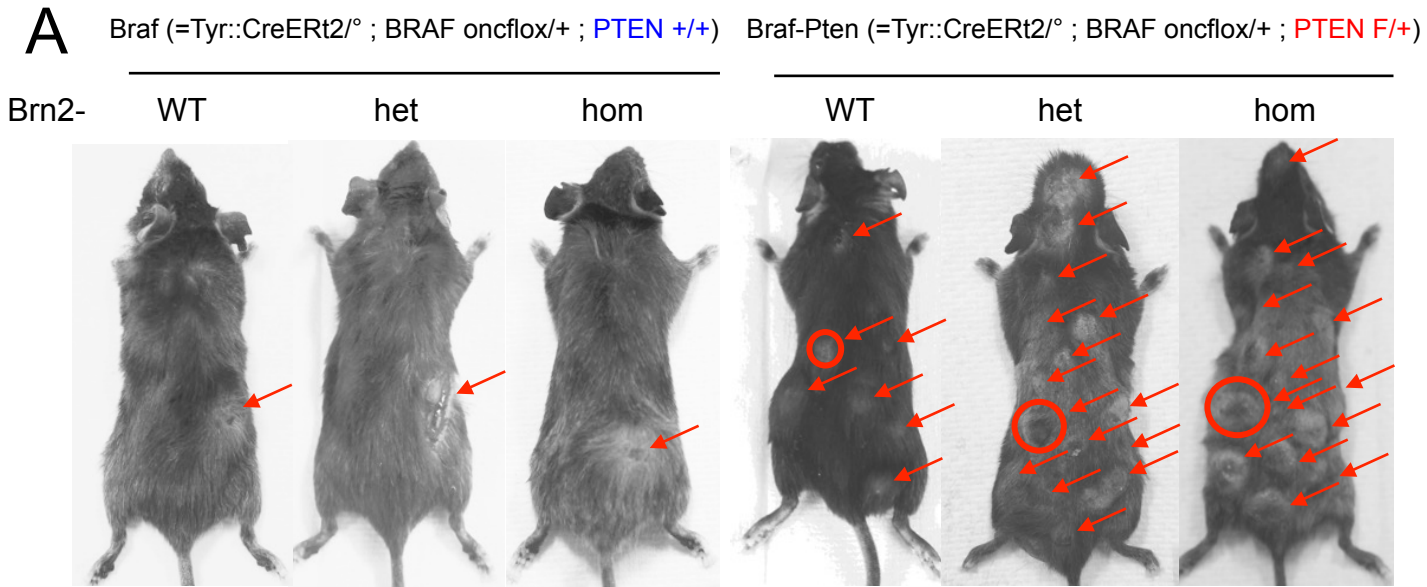 A Braf (=Tyr::CreERt2/° ; BRAF oncflox/+ ; PTEN +/+) Braf-Pten (=Tyr::CreERt2/° ; BRAF oncflox/+ ; PTEN F/+)
Brn2- WT het hom WT het hom